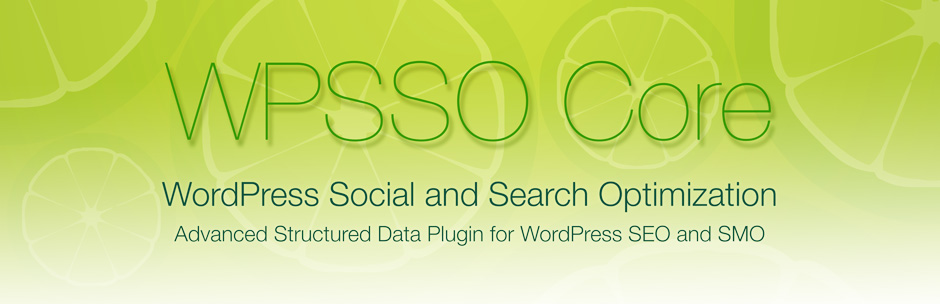 WPSSO Core
WordPress Social and Search Optimization
Advanced Structured Data Plugin for WordPress SEO and SMO